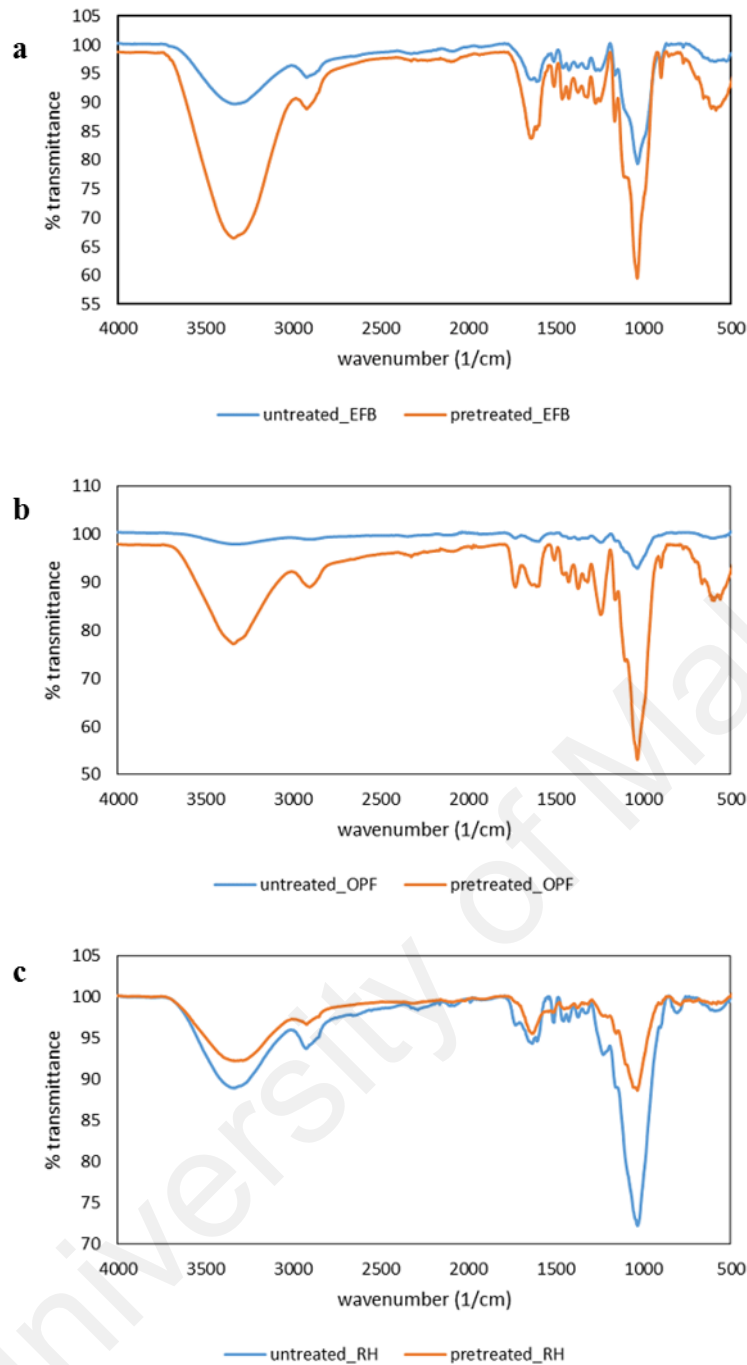 a
105
100
95
90
85
80
75
70
65
60
55
% transmittance
4000 3500 3000 2500 2000 1500 1000 500
wavenumber (1/cm)
untreated_EFB pretreated_EFB
b
110
100
90
80
70
60
50
% transmittance
4000 3500 3000 2500 2000 1500 1000 500
wavenumber (1/cm)
untreated_OPF pretreated_OPF
c
105
100
95
90
85
80
75
70
% transmittance
4000 3500 3000 2500 2000 1500 1000 500
wavenumber (1/cm)
untreated_RH pretreated_RH
University of Mal